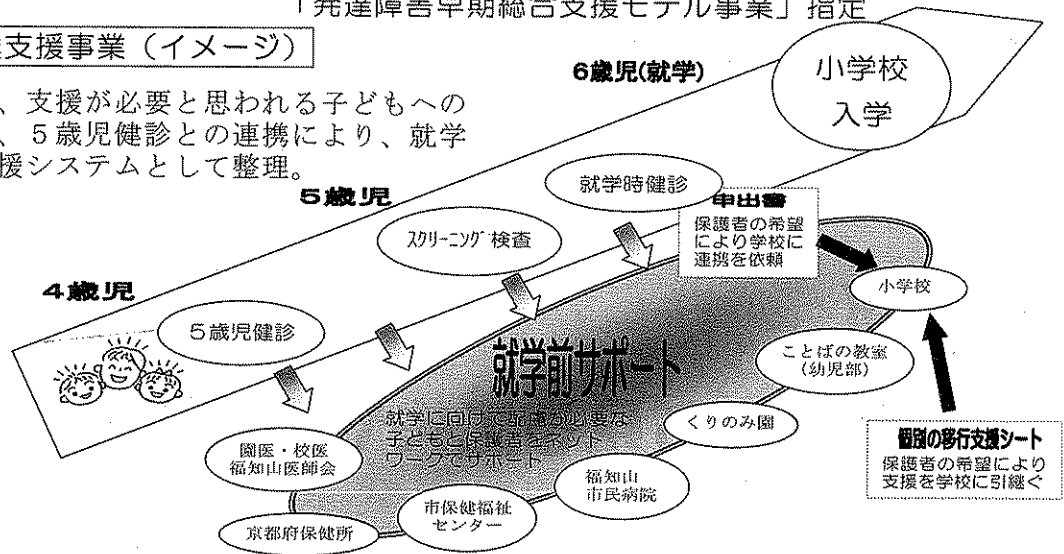 「発達障害早期総合支援モデル事業」指定
支援事業（イメージ）
、支援が必要と思われる子どもへの
、５歳児健診との連携により、就学
援システムとして整理。
6歳児(就学)
小学校
入学
5歳児
就学時健診
スクリーニング検査
申出書
保護者の希望
により学校に
連携を依頼
4歳児
５歳児健診
小学校
就学前サポート
就学に向けて配慮が必要な
子どもと保護者をネット
ワークでサポート
ことばの教室
（幼児部）
くりのみ園
個別の移行支援シート
保護者の希望により
支援を学校に引継ぐ
園医・校医
福知山医師会
福知山
市民病院
市保健福祉
センター
京都府保健所